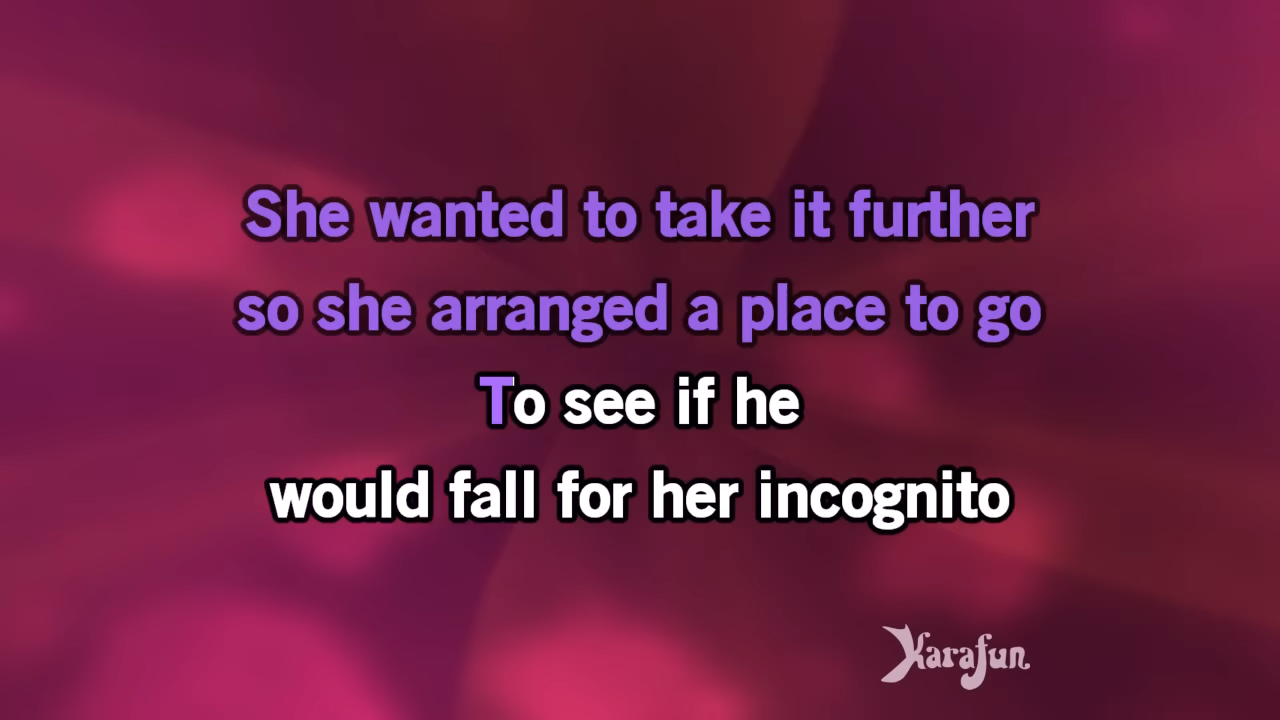 She wanted to take it further
so she arranged a place to go
To see if he
would fall for her incognito
Karafun